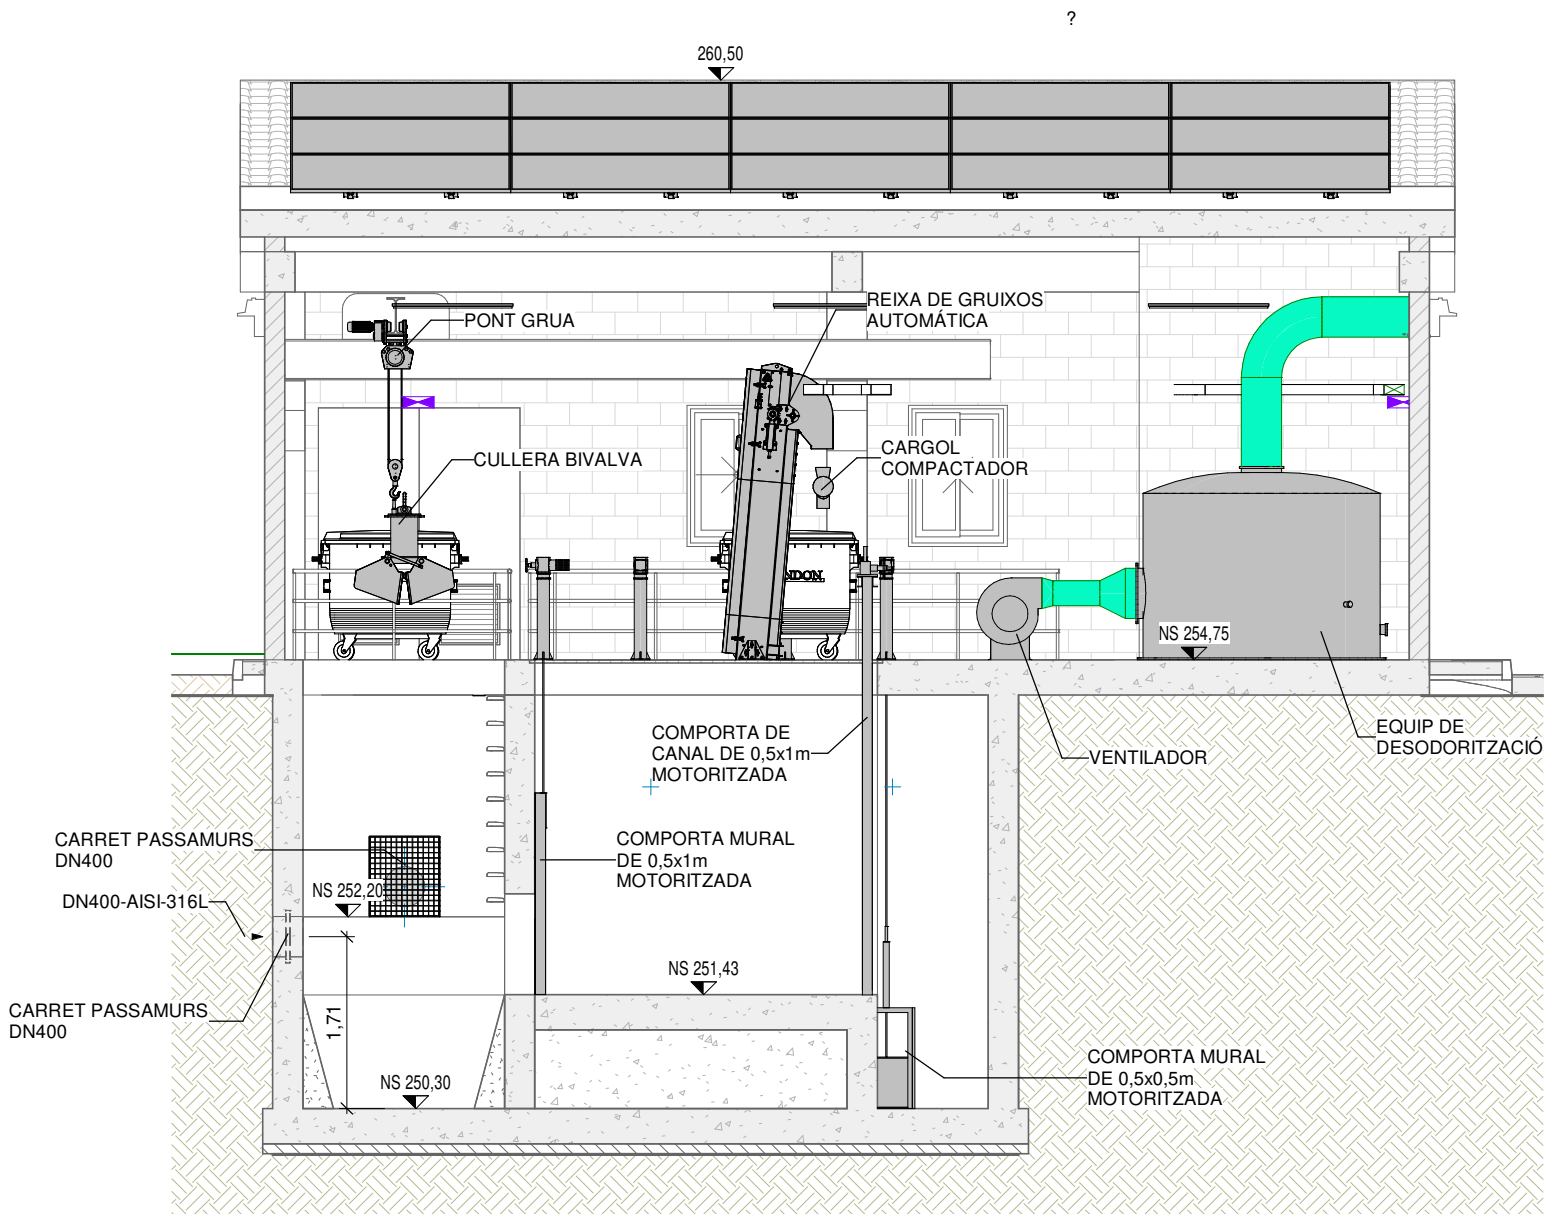 ?
260,50
REIXA DE GRUIXOS
AUTOMÁTICA
PONT GRUA
CULLERA BIVALVA
CARGOL
COMPACTADOR
NDON.
NS 254,75
COMPORTA DE
CANAL DE 0,5x1m
MOTORITZADA
VENTILADOR
EQUIP DE
DESODORITZACIÓ
CARRET PASSAMURS
DN400
COMPORTA MURAL
DE 0,5x1m
MOTORITZADA
NS 252,20
DN400-AISI-316L
NS 251,43
CARRET PASSAMURS
DN400
1,71
NS 250,30
COMPORTA MURAL
DE 0,5x0,5m
MOTORITZADA